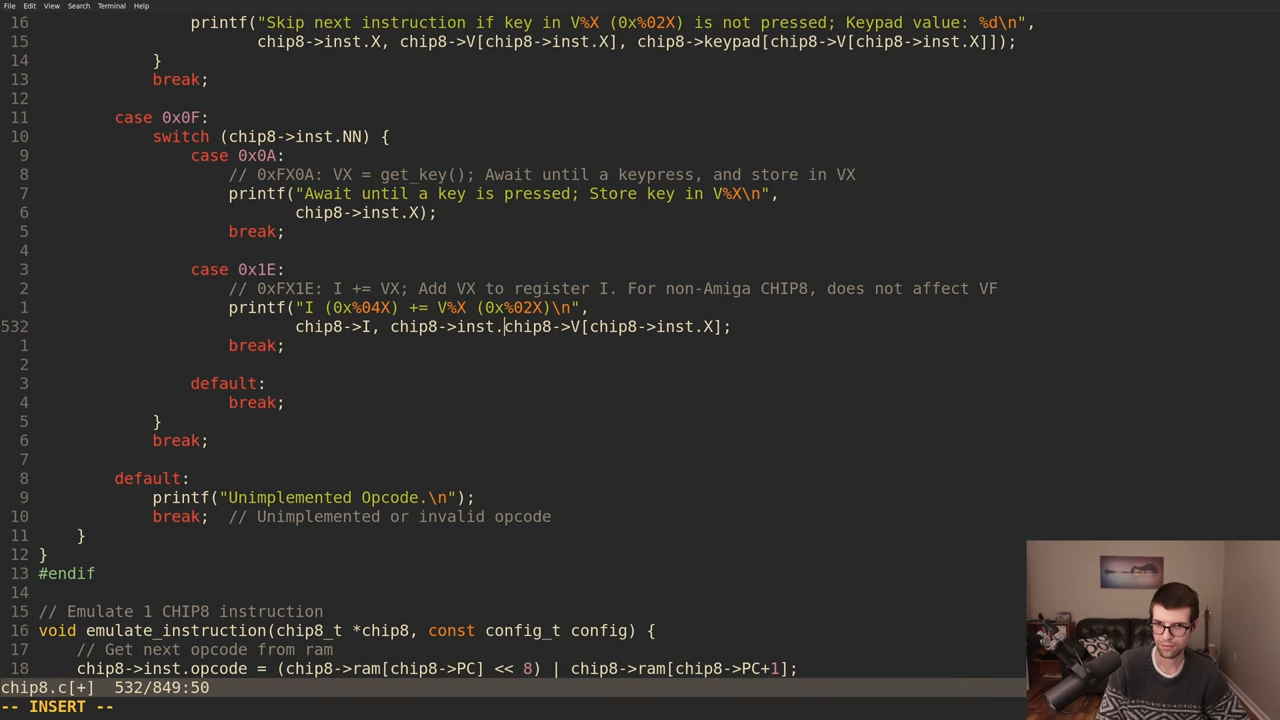 File Edit View Search Terminal Help
16 printf("Skip next instruction if key in V%X (0x%02X) is not pressed; Keypad value: %d\n",
15 chip8->inst.X, chip8->V[chip8->inst.X], chip8->keypad[chip8->V[chip8->inst.X]]);
14 }
13 break;
12
11 case 0x0F:
10 switch (chip8->inst.NN) {
9 case 0x0A:
8 // 0xFX0A: VX = get_key(); Await until a keypress, and store in VX
7 printf("Await until a key is pressed; Store key in V%X\n",
6 chip8->inst.X);
5 break;
4
3 case 0x1E:
2 // 0xFX1E: I += VX; Add VX to register I. For non-Amiga CHIP8, does not affect VF
1 printf("I (0x%04X) += V%X (0x%02X)\n",
532 chip8->I, chip8->inst.chip8->V[chip8->inst.X];
1 break;
2
3 default:
4 break;
5 }
6 break;
7
8 default:
9 printf("Unimplemented Opcode.\n");
10 break; // Unimplemented or invalid opcode
11 }
12 }
13 #endif
14
15 // Emulate 1 CHIP8 instruction
16 void emulate_instruction(chip8_t *chip8, const config_t config) {
17 // Get next opcode from ram
18 chip8->inst.opcode = (chip8->ram[chip8->PC] << 8) | chip8->ram[chip8->PC+1];
chip8.c[+] 532/849:50
-- INSERT --